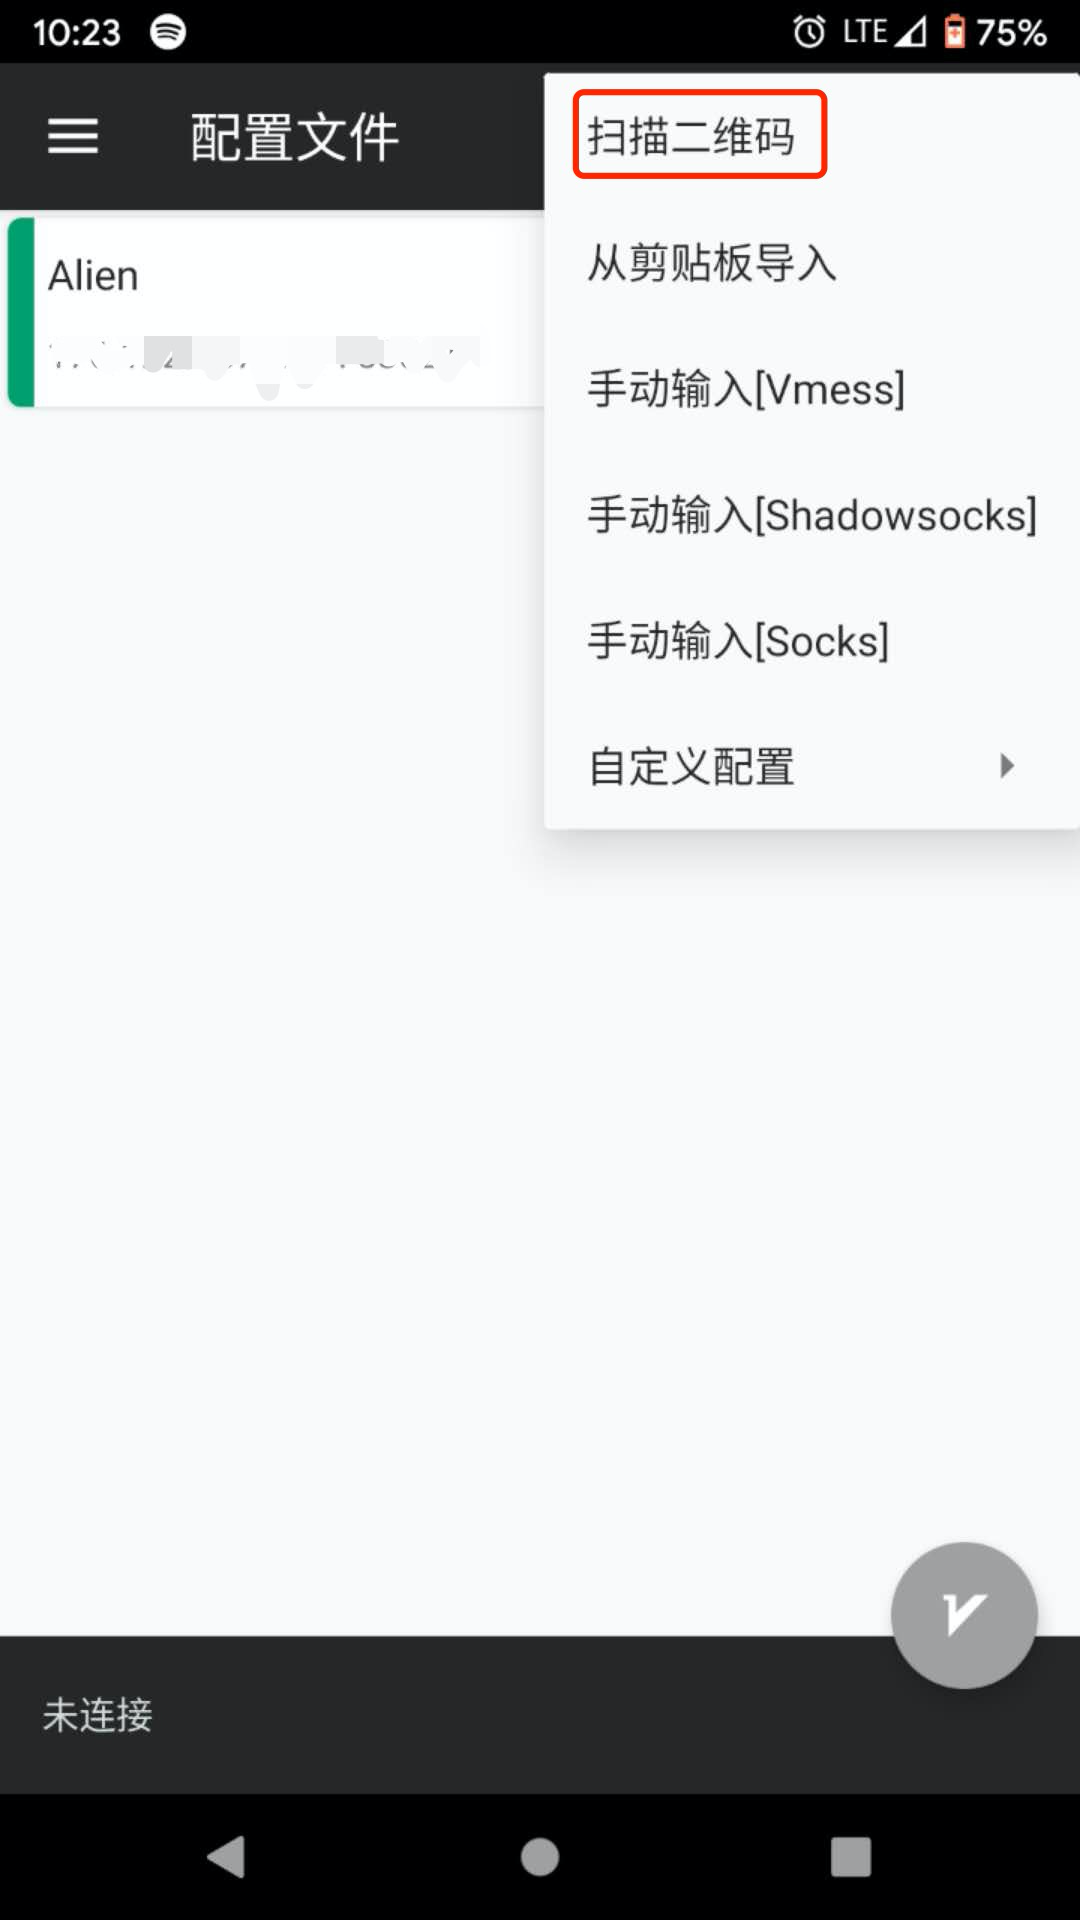 10:23 LTE 75%
配置文件
扫描二维码
从剪贴板导入
手动输入[Vmess]
手动输入[Shadowsocks]
手动输入[Socks]
自定义配置
Alien
未连接